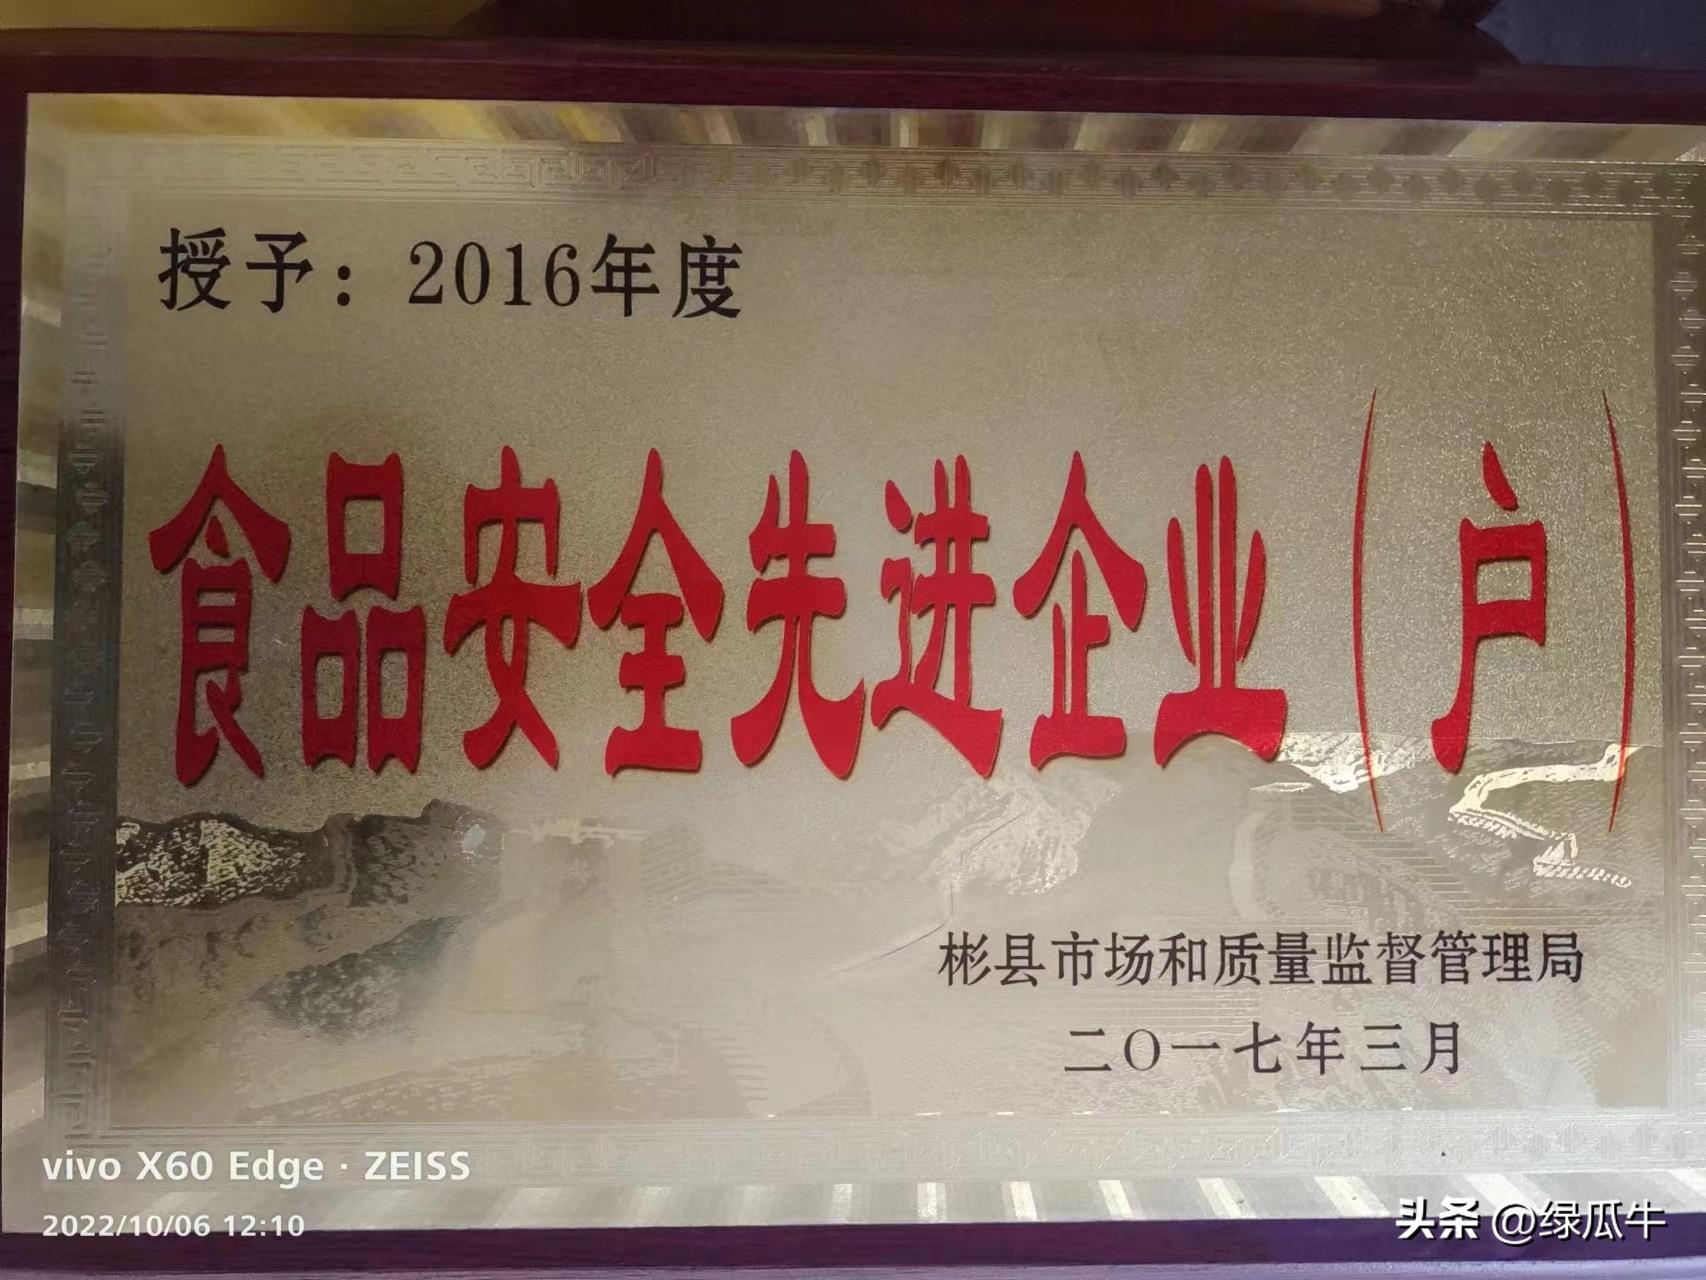 授予：2016年度
食品安全先进企业（户）
彬县市场和质量监督管理局
二〇一七年三月
vivo X60 Edge · ZEISS
2022/10/06 12:10
头条 @绿瓜牛